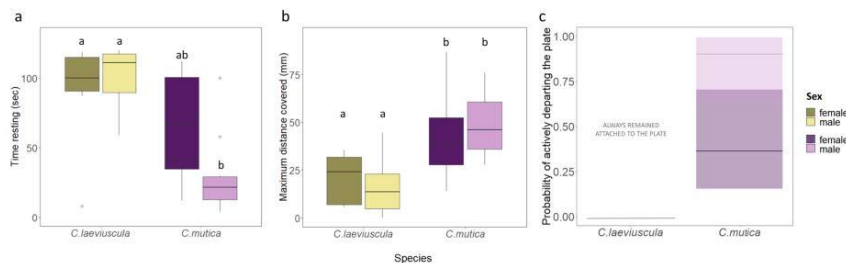 a
Time resting (sec)
100
50
0
a
a
ab
b
C.laeviuscula
C.mutica
b
Maximum distance covered (mm)
75
50
25
0
a
a
b
b
C.laeviuscula
C.mutica
Species
c
Probability of actively departing the plate
1.00
0.75
0.50
0.25
0.00
ALWAYS REMAINED
ATTACHED TO THE PLATE
C.laeviuscula
C.mutica
Sex
female
male
female
male